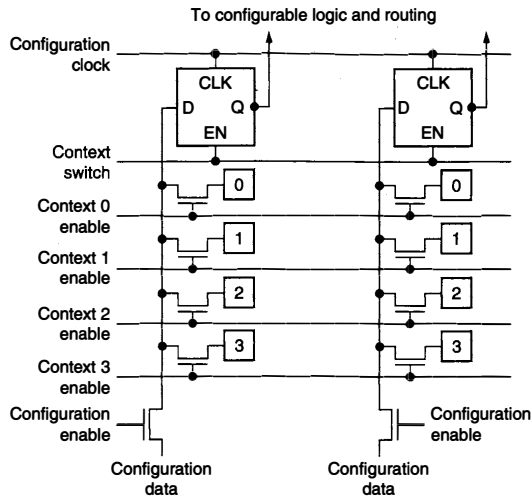 To configurable logic and routing
Configuration
clock
CLK
D Q
EN
CLK
D Q
EN
Context
switch
0
0
Context 0
enable
1
1
Context 1
enable
2
2
Context 2
enable
3
3
Context 3
enable
Configuration
enable
Configuration
enable
Configuration
data
Configuration
data